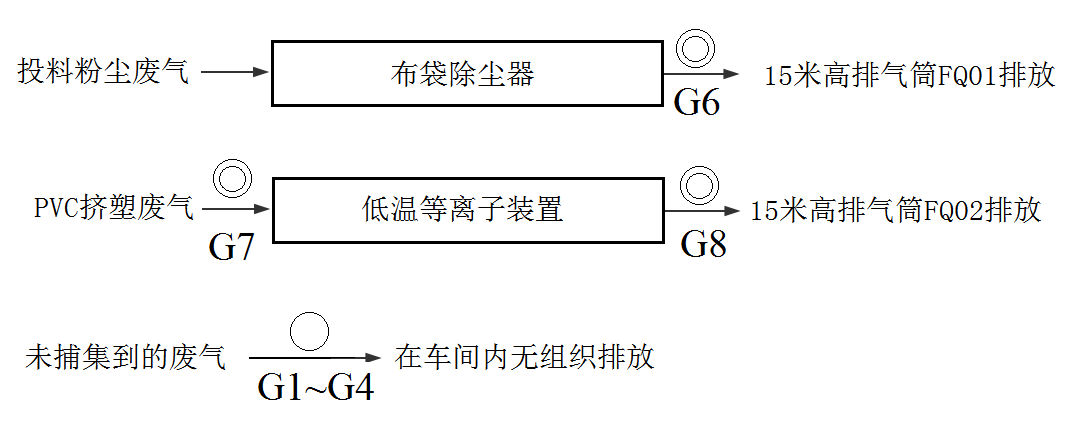 投料粉尘废气 布袋除尘器 15米高排气筒FQ01排放
G6
PVC挤塑废气 低温等离子装置 15米高排气筒FQ02排放
G7 G8
未捕集到的废气 在车间内无组织排放
G1~G4